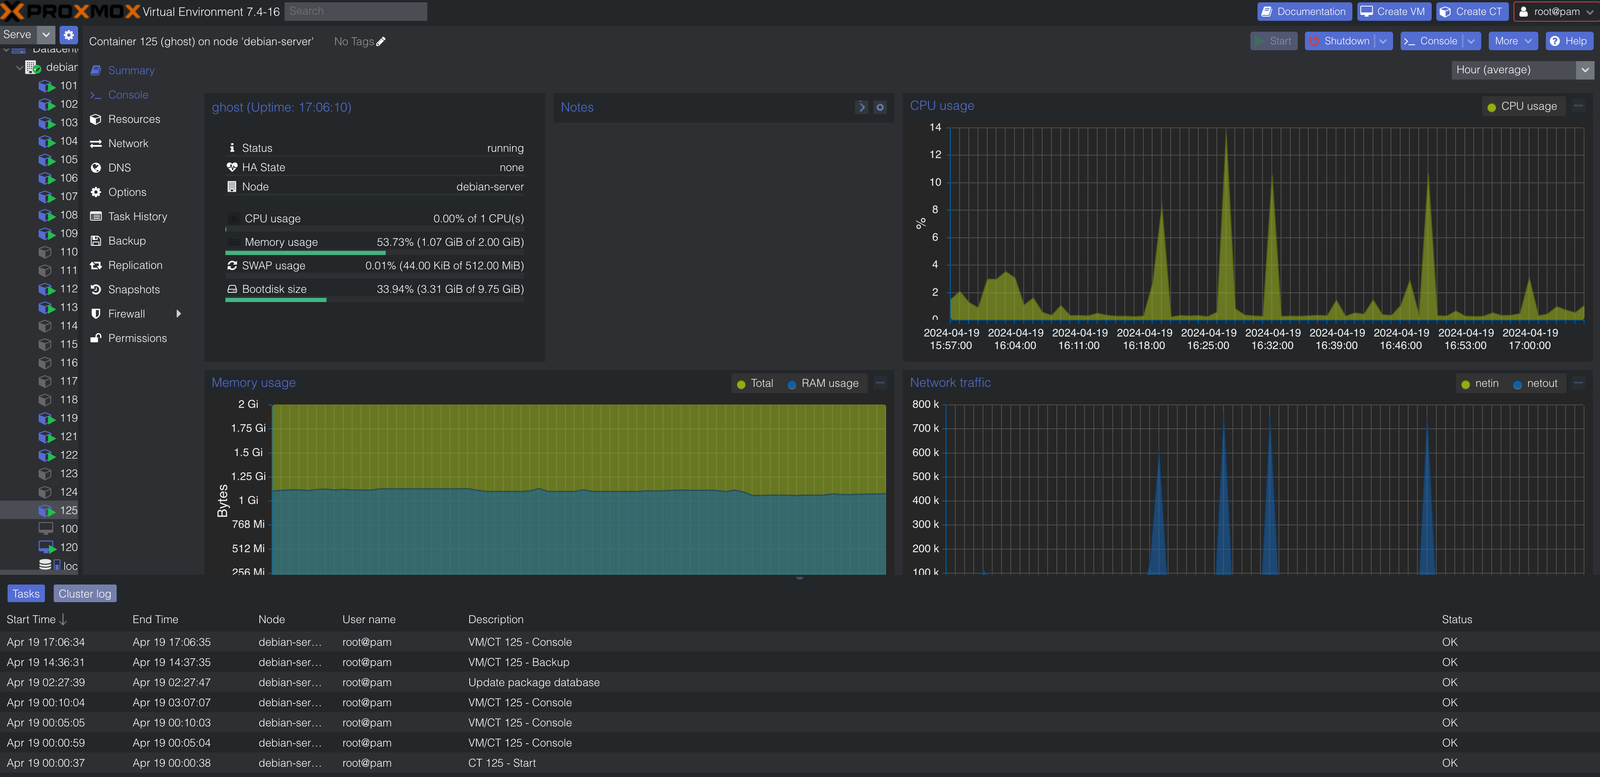 PROXMOX Virtual Environment 7.4-16 Search Documentation Create VM Create CT root@pam
Serve
Container 125 (ghost) on node 'debian-server' No Tags Start Shutdown Console More Help
Hour (average)
debian
101
102
103
104
105
106
107
108
109
110
111
112
113
114
115
116
117
118
119
121
122
123
124
125
100
120
loc
Summary
Console
Resources
Network
DNS
Options
Task History
Backup
Replication
Snapshots
Firewall
Permissions
ghost (Uptime: 17:06:10)
Status running
HA State none
Node debian-server
CPU usage 0.00% of 1 CPU(s)
Memory usage 53.73% (1.07 GiB of 2.00 GiB)
SWAP usage 0.01% (44.00 KiB of 512.00 MiB)
Bootdisk size 33.94% (3.31 GiB of 9.75 GiB)
Notes
CPU usage
CPU usage
14
12
10
8
6
4
2
0
%
2024-04-19 2024-04-19 2024-04-19 2024-04-19 2024-04-19 2024-04-19 2024-04-19 2024-04-19 2024-04-19 2024-04-19
15:57:00 16:04:00 16:11:00 16:18:00 16:25:00 16:32:00 16:39:00 16:46:00 16:53:00 17:00:00
Memory usage
Total RAM usage
2 Gi
1.75 Gi
1.5 Gi
1.25 Gi
1 Gi
768 Mi
512 Mi
256 Mi
Bytes
Network traffic
netin netout
800 k
700 k
600 k
500 k
400 k
300 k
200 k
100 k
Tasks Cluster log
Start Time End Time Node User name Description Status
Apr 19 17:06:34 Apr 19 17:06:35 debian-ser... root@pam VM/CT 125 - Console OK
Apr 19 14:36:31 Apr 19 14:37:35 debian-ser... root@pam VM/CT 125 - Backup OK
Apr 19 02:27:39 Apr 19 02:27:47 debian-ser... root@pam Update package database OK
Apr 19 00:10:04 Apr 19 03:07:07 debian-ser... root@pam VM/CT 125 - Console OK
Apr 19 00:05:05 Apr 19 00:10:03 debian-ser... root@pam VM/CT 125 - Console OK
Apr 19 00:00:59 Apr 19 00:05:04 debian-ser... root@pam VM/CT 125 - Console OK
Apr 19 00:00:37 Apr 19 00:00:38 debian-ser... root@pam CT 125 - Start OK